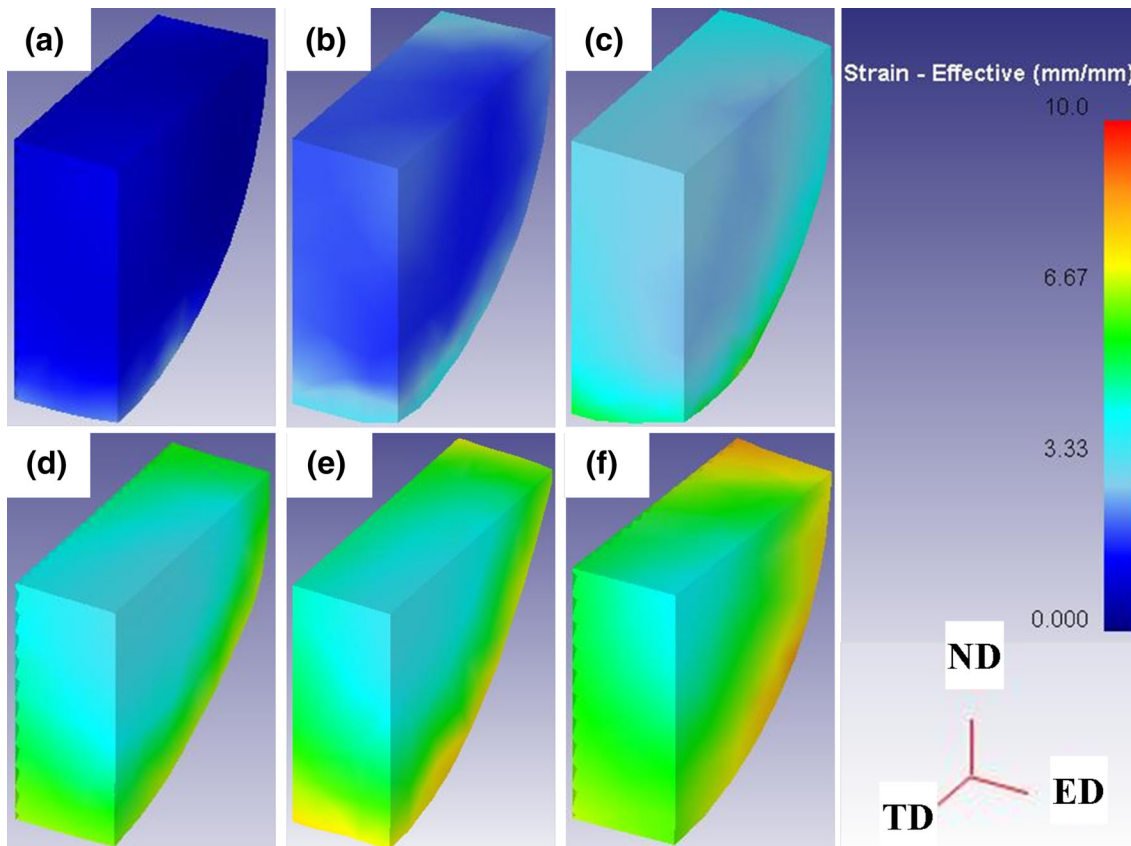 (a)
(b)
(c)
Strain - Effective (mm/mm)
10.0
6.67
3.33
0.000
(d)
(e)
(f)
ND
TD
ED